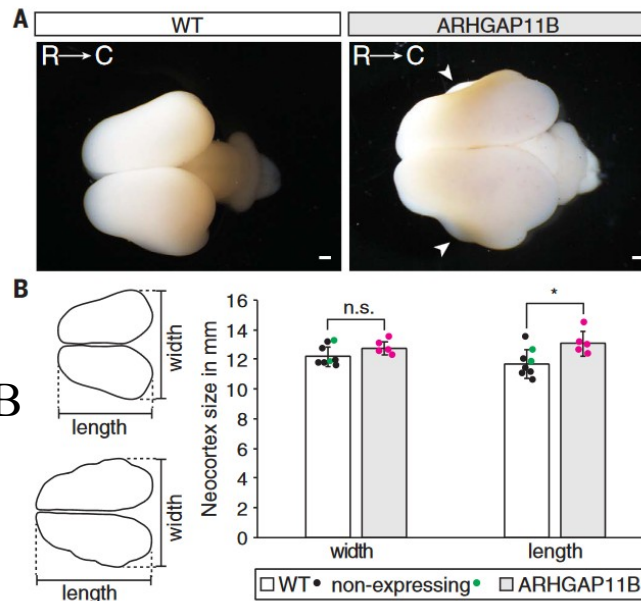 A
WT
ARHGAP11B
R→C
R→C
B
B
width
length
width
length
Neocortex size in mm
16
14
12
10
8
6
4
2
0
n.s.
*
width
length
WT • non-expressing • ARHGAP11B